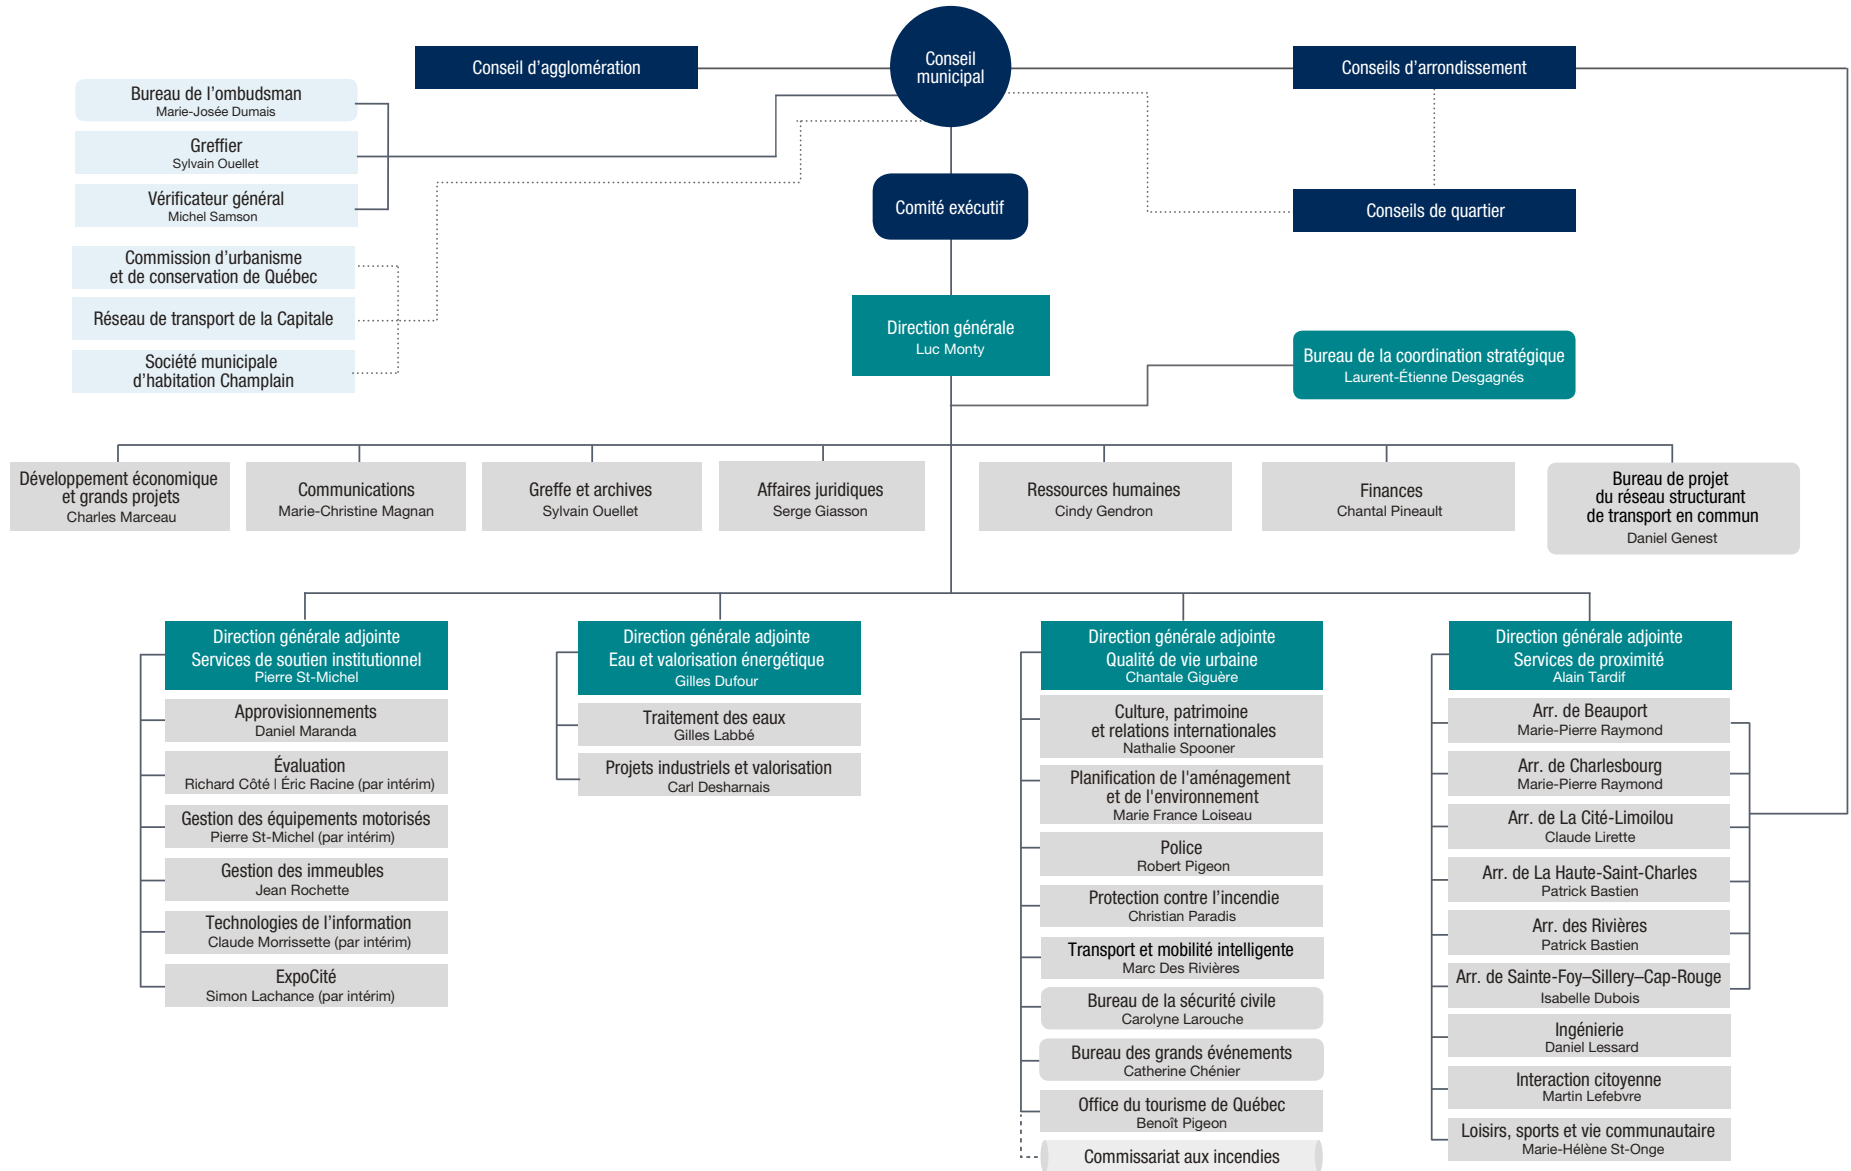 Conseil
municipal
Conseil d'agglomération
Conseils d'arrondissement
Bureau de l'ombudsman
Marie-Josée Dumais
Greffier
Sylvain Ouellet
Vérificateur général
Michel Samson
Comité exécutif
Conseils de quartier
Commission d'urbanisme
et de conservation de Québec
Réseau de transport de la Capitale
Société municipale
d'habitation Champlain
Direction générale
Luc Monty
Bureau de la coordination stratégique
Laurent-Étienne Desgagnés
Développement économique
et grands projets
Charles Marceau
Communications
Marie-Christine Magnan
Greffe et archives
Sylvain Ouellet
Affaires juridiques
Serge Giasson
Ressources humaines
Cindy Gendron
Finances
Chantal Pineault
Bureau de projet
du réseau structurant
de transport en commun
Daniel Genest
Direction générale adjointe
Services de soutien institutionnel
Pierre St-Michel
Approvisionnements
Daniel Maranda
Évaluation
Richard Côté | Éric Racine (par intérim)
Gestion des équipements motorisés
Pierre St-Michel (par intérim)
Gestion des immeubles
Jean Rochette
Technologies de l'information
Claude Morrissette (par intérim)
ExpoCité
Simon Lachance (par intérim)
Direction générale adjointe
Eau et valorisation énergétique
Gilles Dufour
Traitement des eaux
Gilles Labbé
Projets industriels et valorisation
Carl Desharnais
Direction générale adjointe
Qualité de vie urbaine
Chantale Giguère
Culture, patrimoine
et relations internationales
Nathalie Spooner
Planification de l'aménagement
et de l'environnement
Marie France Loiseau
Police
Robert Pigeon
Protection contre l'incendie
Christian Paradis
Transport et mobilité intelligente
Marc Des Rivières
Bureau de la sécurité civile
Carolyne Larouche
Bureau des grands événements
Catherine Chénier
Office du tourisme de Québec
Benoît Pigeon
Commissariat aux incendies
Direction générale adjointe
Services de proximité
Alain Tardif
Arr. de Beauport
Marie-Pierre Raymond
Arr. de Charlesbourg
Marie-Pierre Raymond
Arr. de La Cité-Limoilou
Claude Lirette
Arr. de La Haute-Saint-Charles
Patrick Bastien
Arr. des Rivières
Patrick Bastien
Arr. de Sainte-Foy–Sillery–Cap-Rouge
Isabelle Dubois
Ingénierie
Daniel Lessard
Interaction citoyenne
Martin Lefebvre
Loisirs, sports et vie communautaire
Marie-Hélène St-Onge